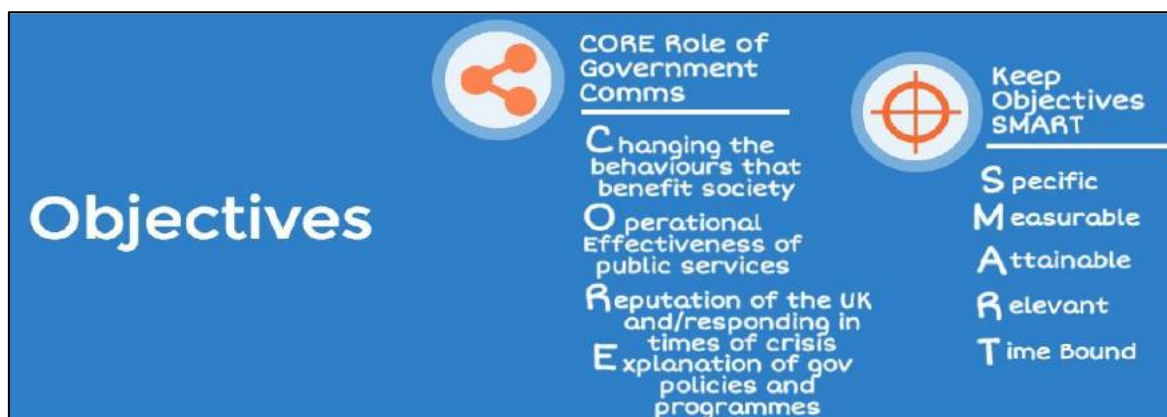 Objectives
CORE Role of
Government
Comms
Changing the
behaviours that
benefit society
Operational
Effectiveness of
public services
Reputation of the UK
and/responding in
times of crisis
Explanation of gov
policies and
programmes
Keep
Objectives
SMART
Specific
Measurable
Attainable
Relevant
Time Bound